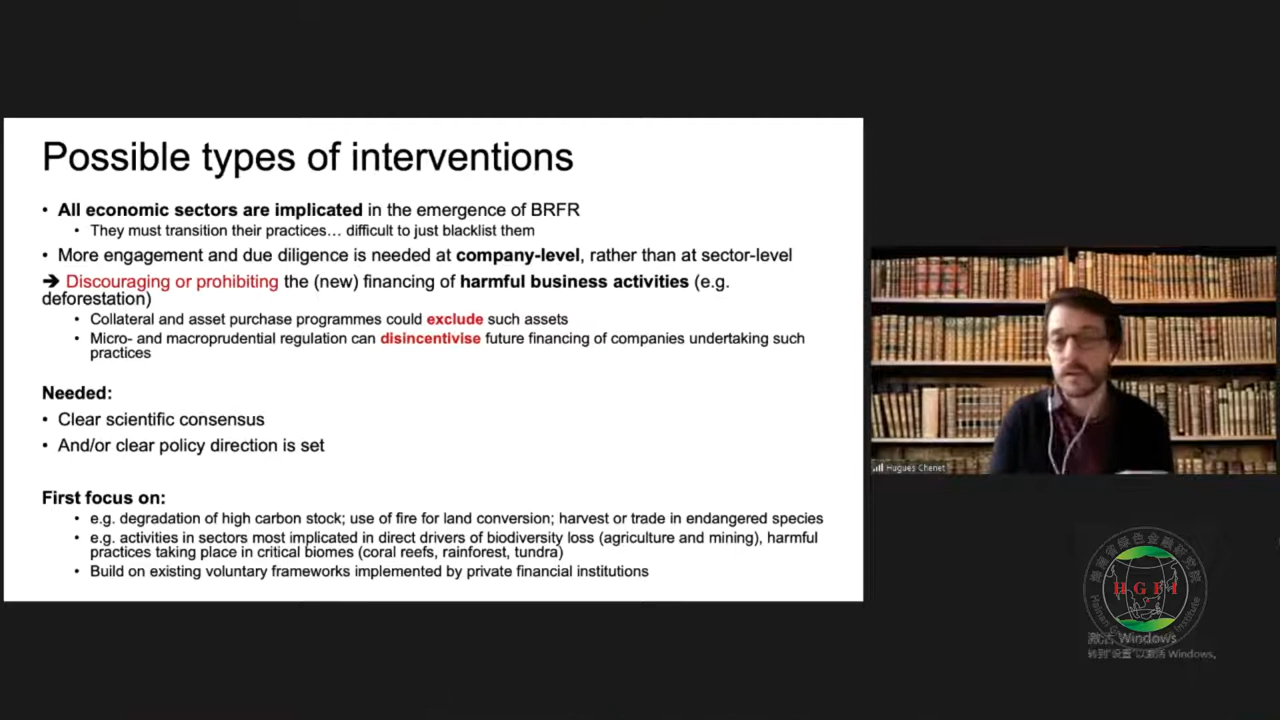 Possible types of interventions
• All economic sectors are implicated in the emergence of BRFR
• They must transition their practices… difficult to just blacklist them
• More engagement and due diligence is needed at company-level, rather than at sector-level
➔ Discouraging or prohibiting the (new) financing of harmful business activities (e.g.
deforestation)
• Collateral and asset purchase programmes could exclude such assets
• Micro- and macroprudential regulation can disincentivise future financing of companies undertaking such
practices
Needed:
• Clear scientific consensus
• And/or clear policy direction is set
First focus on:
• e.g. degradation of high carbon stock; use of fire for land conversion; harvest or trade in endangered species
• e.g. activities in sectors most implicated in direct drivers of biodiversity loss (agriculture and mining), harmful
practices taking place in critical biomes (coral reefs, rainforest, tundra)
• Build on existing voluntary frameworks implemented by private financial institutions
Hugues Chenet
HGFI
Hainan Institute
激活 Windows
转到"设置"以激活 Windows。